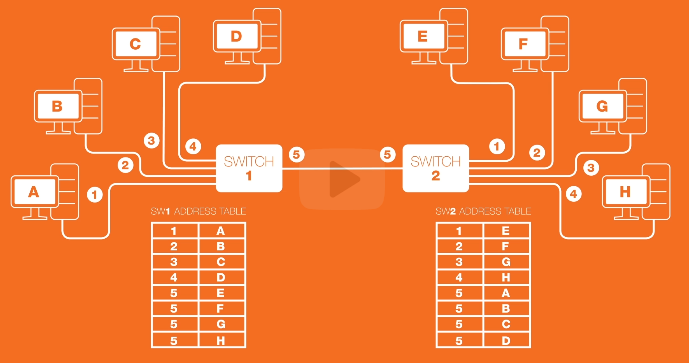 C
D
E
F
B
G
A
H
3
4
1
2
2
3
1
4
5
5
SWITCH
1
SWITCH
2
SW1 ADDRESS TABLE
1 A
2 B
3 C
4 D
5 E
5 F
5 G
5 H
SW2 ADDRESS TABLE
1 E
2 F
3 G
4 H
5 A
5 B
5 C
5 D